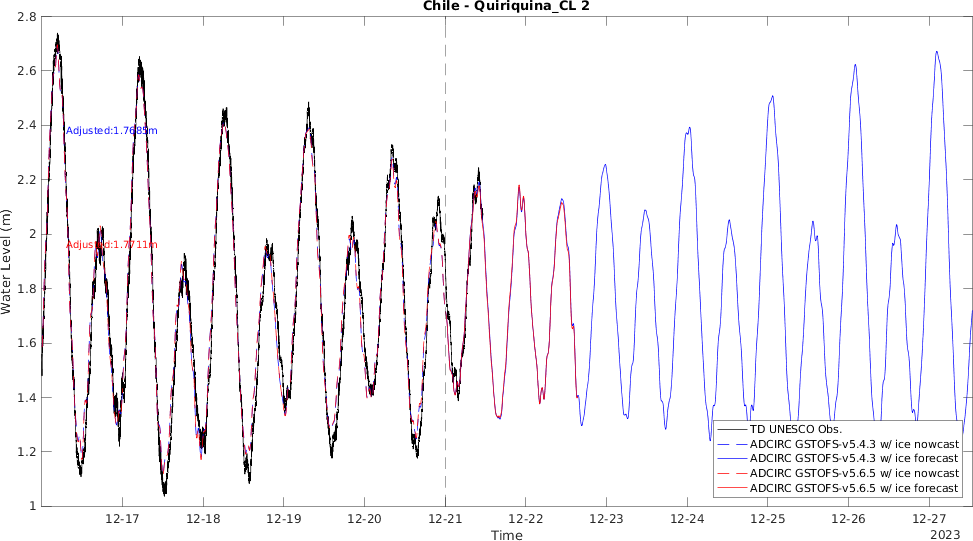 Chile - Quiriquina_CL 2
Water Level (m)
2.8
2.6
2.4
2.2
2
1.8
1.6
1.4
1.2
1
Adjusted:1.7685m
Adjusted:1.7711m
TD UNESCO Obs.
ADCIRC GSTOFS-v5.4.3 w/ ice nowcast
ADCIRC GSTOFS-v5.4.3 w/ ice forecast
ADCIRC GSTOFS-v5.6.5 w/ ice nowcast
ADCIRC GSTOFS-v5.6.5 w/ ice forecast
12-17 12-18 12-19 12-20 12-21 12-22 12-23 12-24 12-25 12-26 12-27
Time
2023